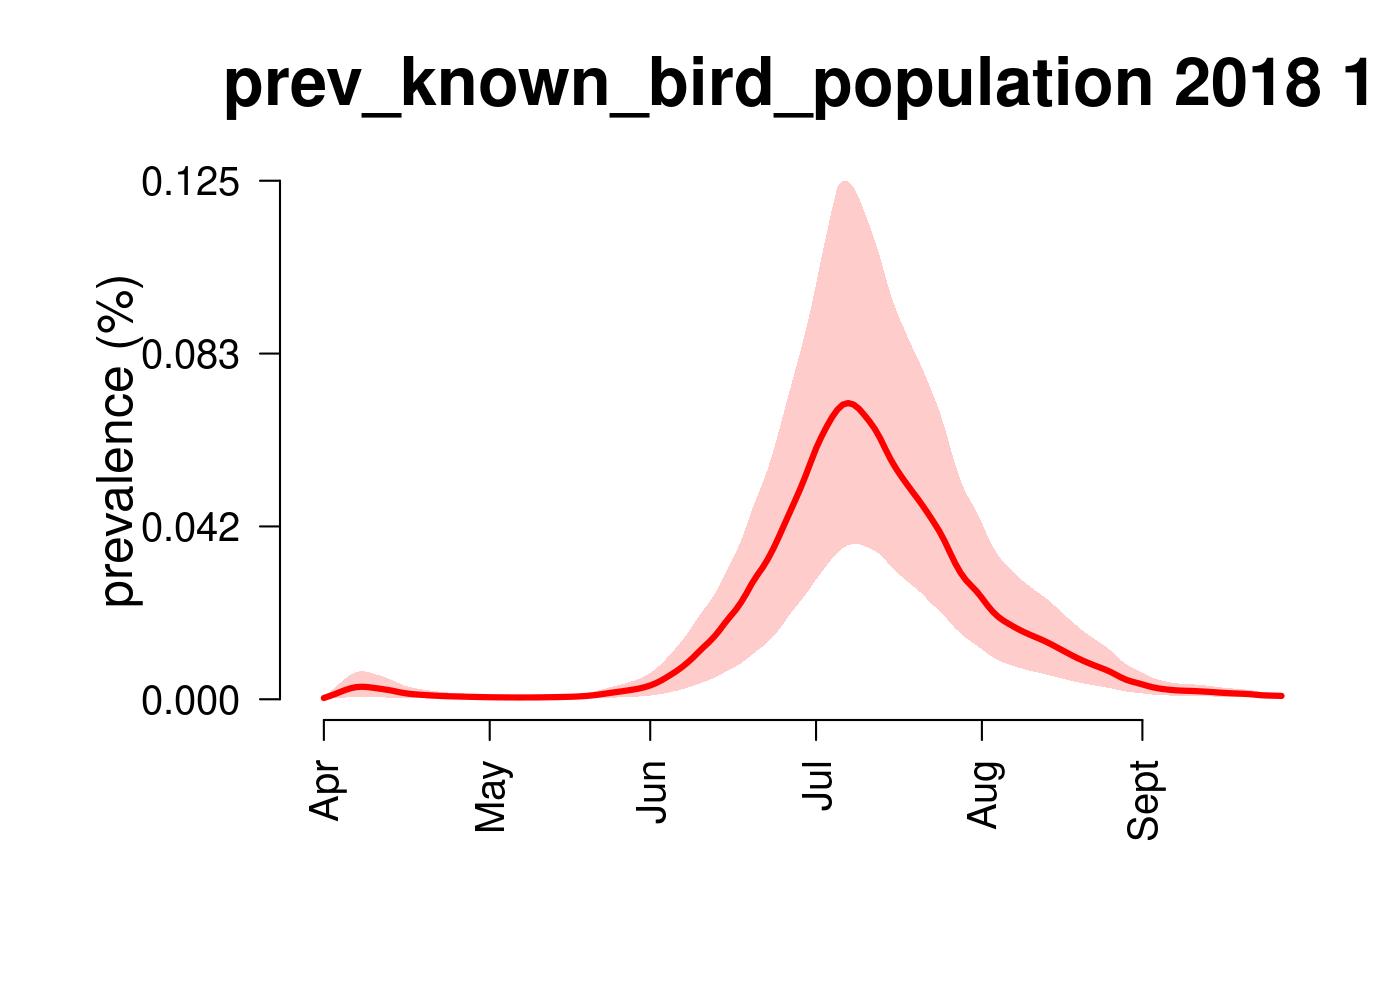 prev_known_bird_population 2018 1
prevalence (%)
0.125
0.083
0.042
0.000
Apr
May
Jun
Jul
Aug
Sept